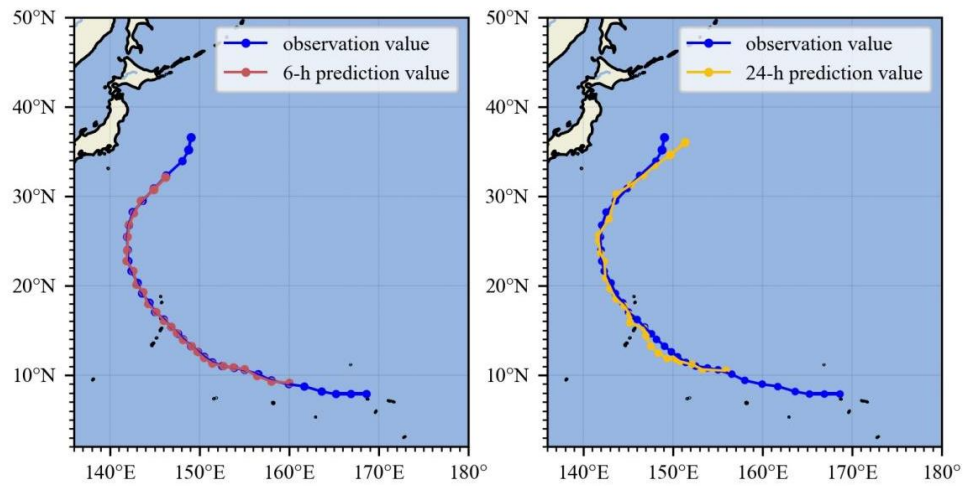 50°N
40°N
30°N
20°N
10°N
140°E 150°E 160°E 170°E 180°
observation value
6-h prediction value
50°N
40°N
30°N
20°N
10°N
140°E 150°E 160°E 170°E 180°
observation value
24-h prediction value